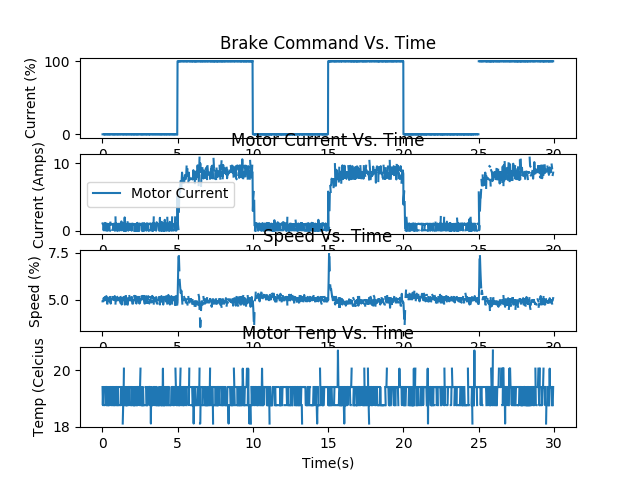 Brake Command Vs. Time
Current (%)
100
0
0 5 10 15 20 25 30
Motor Current Vs. Time
Current (Amps)
10
0
Motor Current
0 5 10 15 20 25 30
Speed Vs. Time
Speed (%)
7.5
5.0
0 5 10 15 20 25 30
Motor Tenp Vs. Time
Temp (Celcius
20
18
0 5 10 15 20 25 30
Time(s)